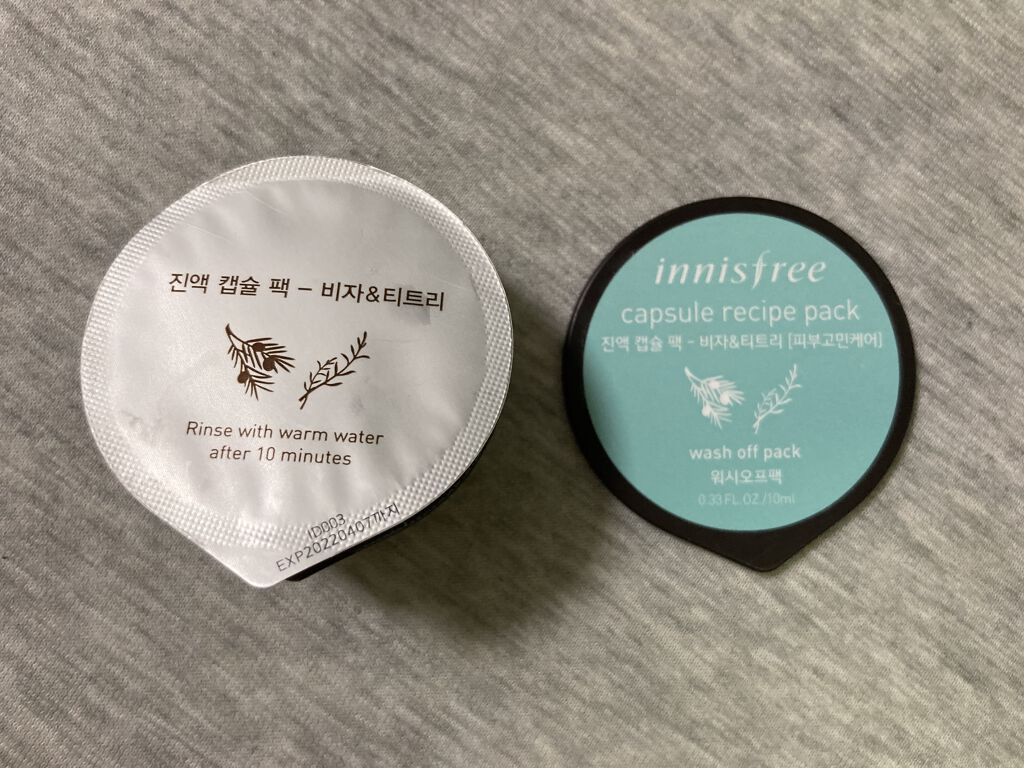 진액 캡슐 팩 – 비자&티트리
Rinse with warm water
after 10 minutes
IDD03
EXP20220407까지
innisfree
capsule recipe pack
진액 캡슐 팩 - 비자&티트리 [피부고민케어]
wash off pack
워시오프팩
0.33 FL.OZ./10ml